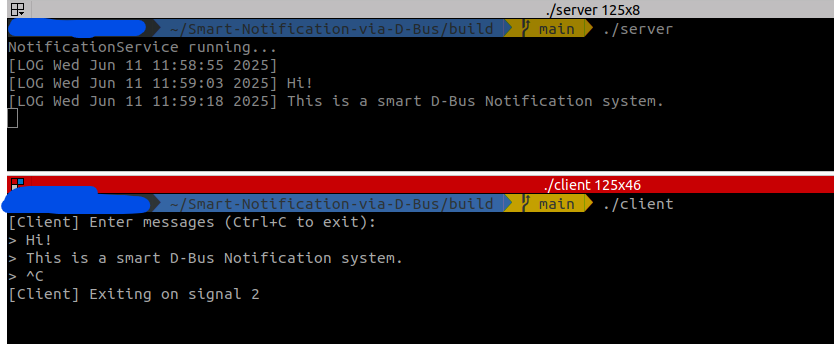 ./server 125x8
~/Smart-Notification-via-D-Bus/build main ./server
NotificationService running...
[LOG Wed Jun 11 11:58:55 2025]
[LOG Wed Jun 11 11:59:03 2025] Hi!
[LOG Wed Jun 11 11:59:18 2025] This is a smart D-Bus Notification system.
./client 125x46
~/Smart-Notification-via-D-Bus/build main ./client
[Client] Enter messages (Ctrl+C to exit):
> Hi!
> This is a smart D-Bus Notification system.
> ^C
[Client] Exiting on signal 2